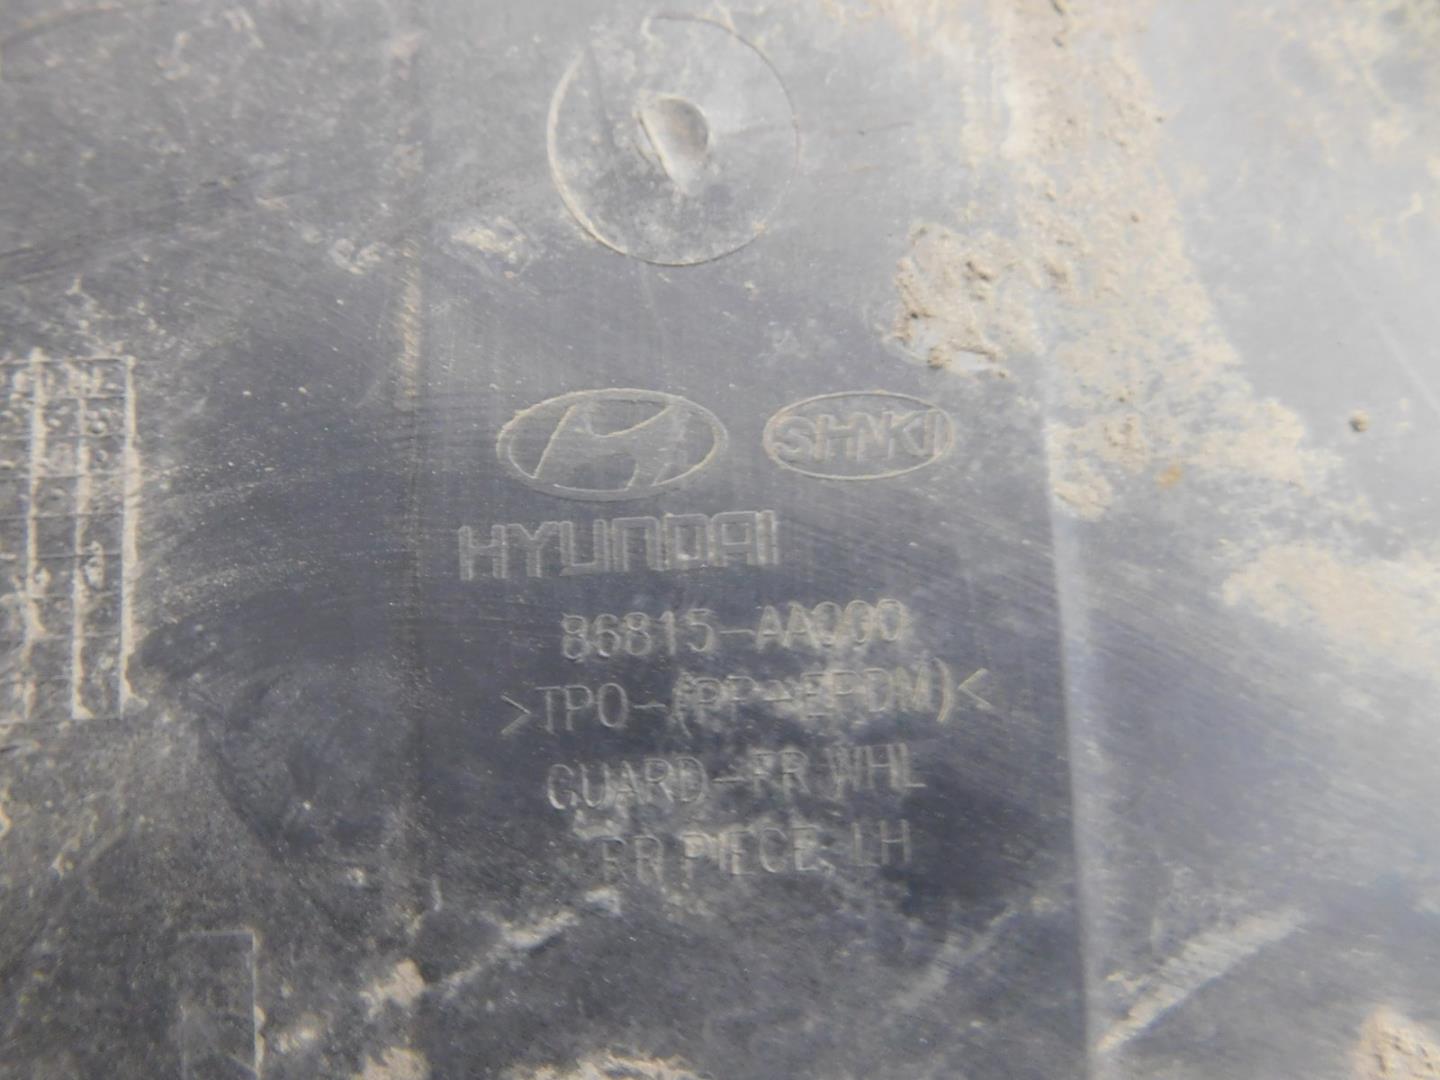 SHNKI
HYUNDAI
86815-AA000
>TPO-(PP+EPDM)<
GUARD-FR WHL
RR PIECE, LH